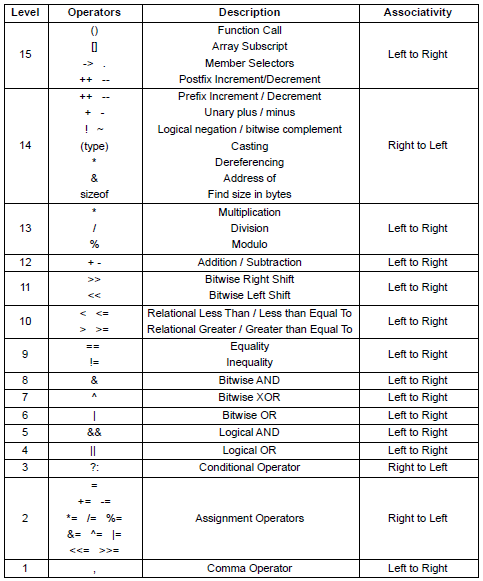 Level Operators Description Associativity
15 () Function Call Left to Right
[] Array Subscript
-> . Member Selectors
++ -- Postfix Increment/Decrement
14 ++ -- Prefix Increment / Decrement Right to Left
+ - Unary plus / minus
! ~ Logical negation / bitwise complement
(type) Casting
* Dereferencing
& Address of
sizeof Find size in bytes
13 * Multiplication Left to Right
/ Division
% Modulo
12 + - Addition / Subtraction Left to Right
11 >> Bitwise Right Shift Left to Right
<< Bitwise Left Shift
10 < <= Relational Less Than / Less than Equal To Left to Right
> >= Relational Greater / Greater than Equal To
9 == Equality Left to Right
!= Inequality
8 & Bitwise AND Left to Right
7 ^ Bitwise XOR Left to Right
6 | Bitwise OR Left to Right
5 && Logical AND Left to Right
4 || Logical OR Left to Right
3 ?: Conditional Operator Right to Left
2 = Assignment Operators Right to Left
+= -=
*= /= %=
&= ^= |=
<<= >>=
1 , Comma Operator Left to Right